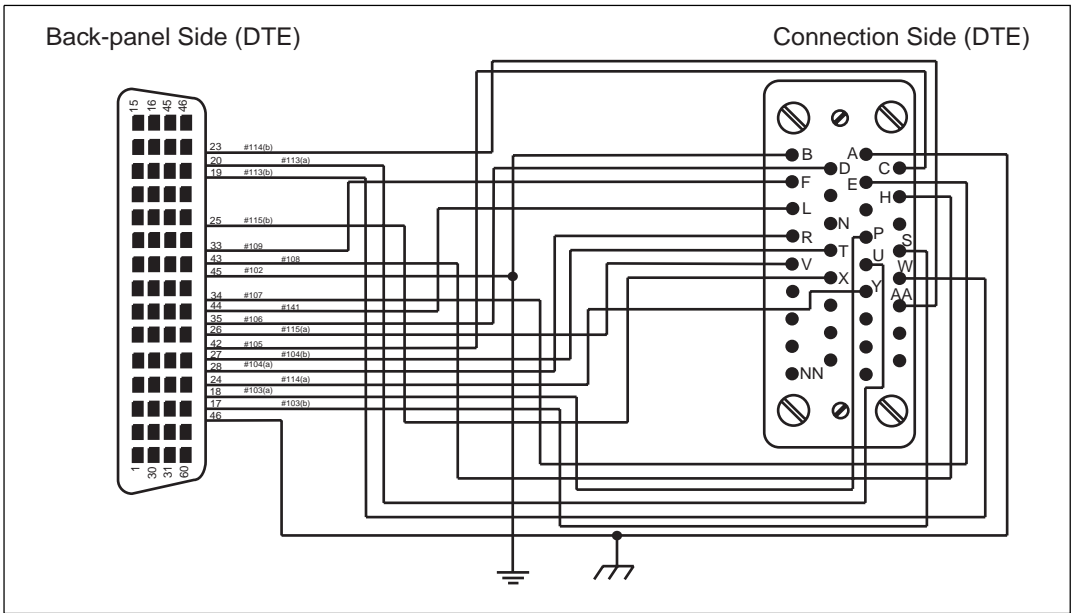 Back-panel Side (DTE)
Connection Side (DTE)
15 16 45 46
23 #114(b)
20 #113(a)
19 #113(b)
25 #115(b)
33 #109
43 #108
45 #102
34 #107
44 #141
35 #106
26 #115(a)
42 #105
27 #104(b)
28 #104(a)
24 #114(a)
18 #103(a)
17 #103(b)
46
1 30 31 60
B A
D C
F E
H
L
N
R P
T S
V U
X W
Y AA
NN